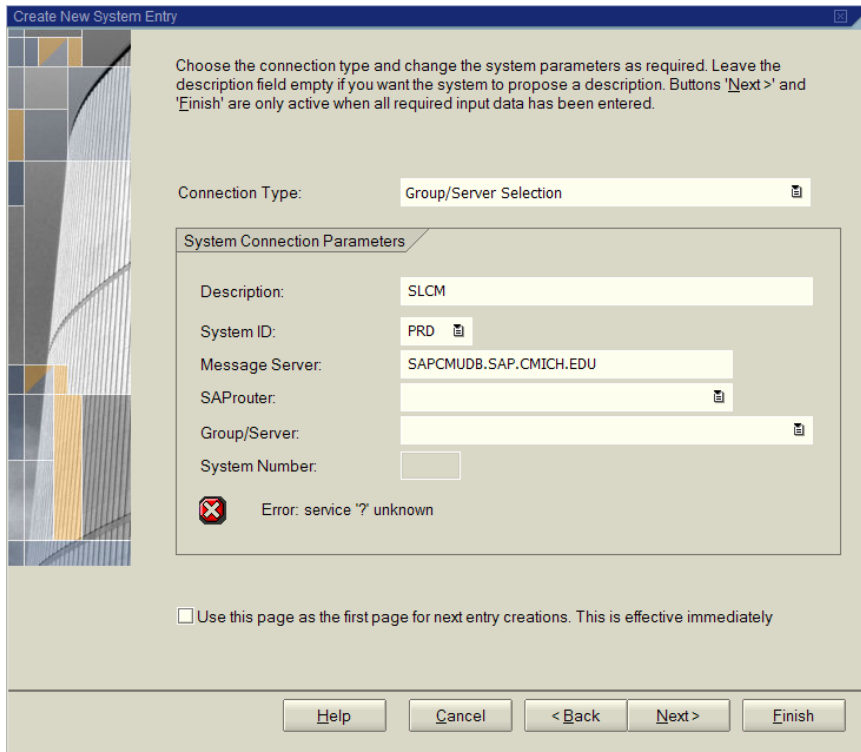 Create New System Entry
Choose the connection type and change the system parameters as required. Leave the
description field empty if you want the system to propose a description. Buttons 'Next >' and
'Finish' are only active when all required input data has been entered.
Connection Type: Group/Server Selection
System Connection Parameters
Description: SLCM
System ID: PRD
Message Server: SAPCMUDB.SAP.CMICH.EDU
SAProuter:
Group/Server:
System Number:
Error: service '?' unknown
Use this page as the first page for next entry creations. This is effective immediately
Help Cancel < Back Next > Finish